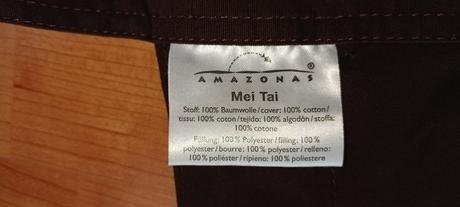 AMAZONAS®
Mei Tai
Stoff: 100% Baumwolle/cover: 100% cotton/
tissu: 100% coton/tejido: 100% algodón/stoffa:
100% cotone
Füllung: 100% Polyester/filling: 100%
polyester/bourre: 100% polyester/relleno:
100% poliéster/ripieno: 100% poliestere